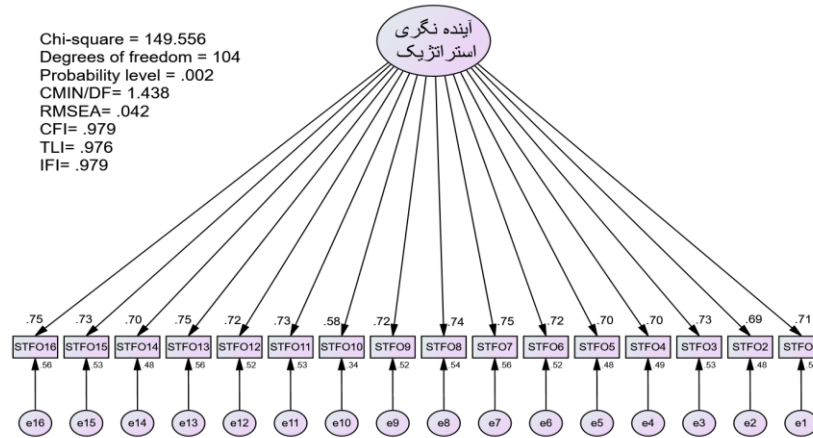 آینده نگری
استراتژیک
Chi-square = 149.556
Degrees of freedom = 104
Probability level = .002
CMIN/DF= 1.438
RMSEA= .042
CFI= .979
TLI= .976
IFI= .979
.75 .73 .70 .75 .72 .73 .58 .72 .74 .75 .72 .70 .70 .73 .69 .71
STFO16 STFO15 STFO14 STFO13 STFO12 STFO11 STFO10 STFO9 STFO8 STFO7 STFO6 STFO5 STFO4 STFO3 STFO2
.56 .53 .48 .56 .52 .53 .34 .52 .54 .56 .52 .48 .49 .53 .48
e16 e15 e14 e13 e12 e11 e10 e9 e8 e7 e6 e5 e4 e3 e2 e1